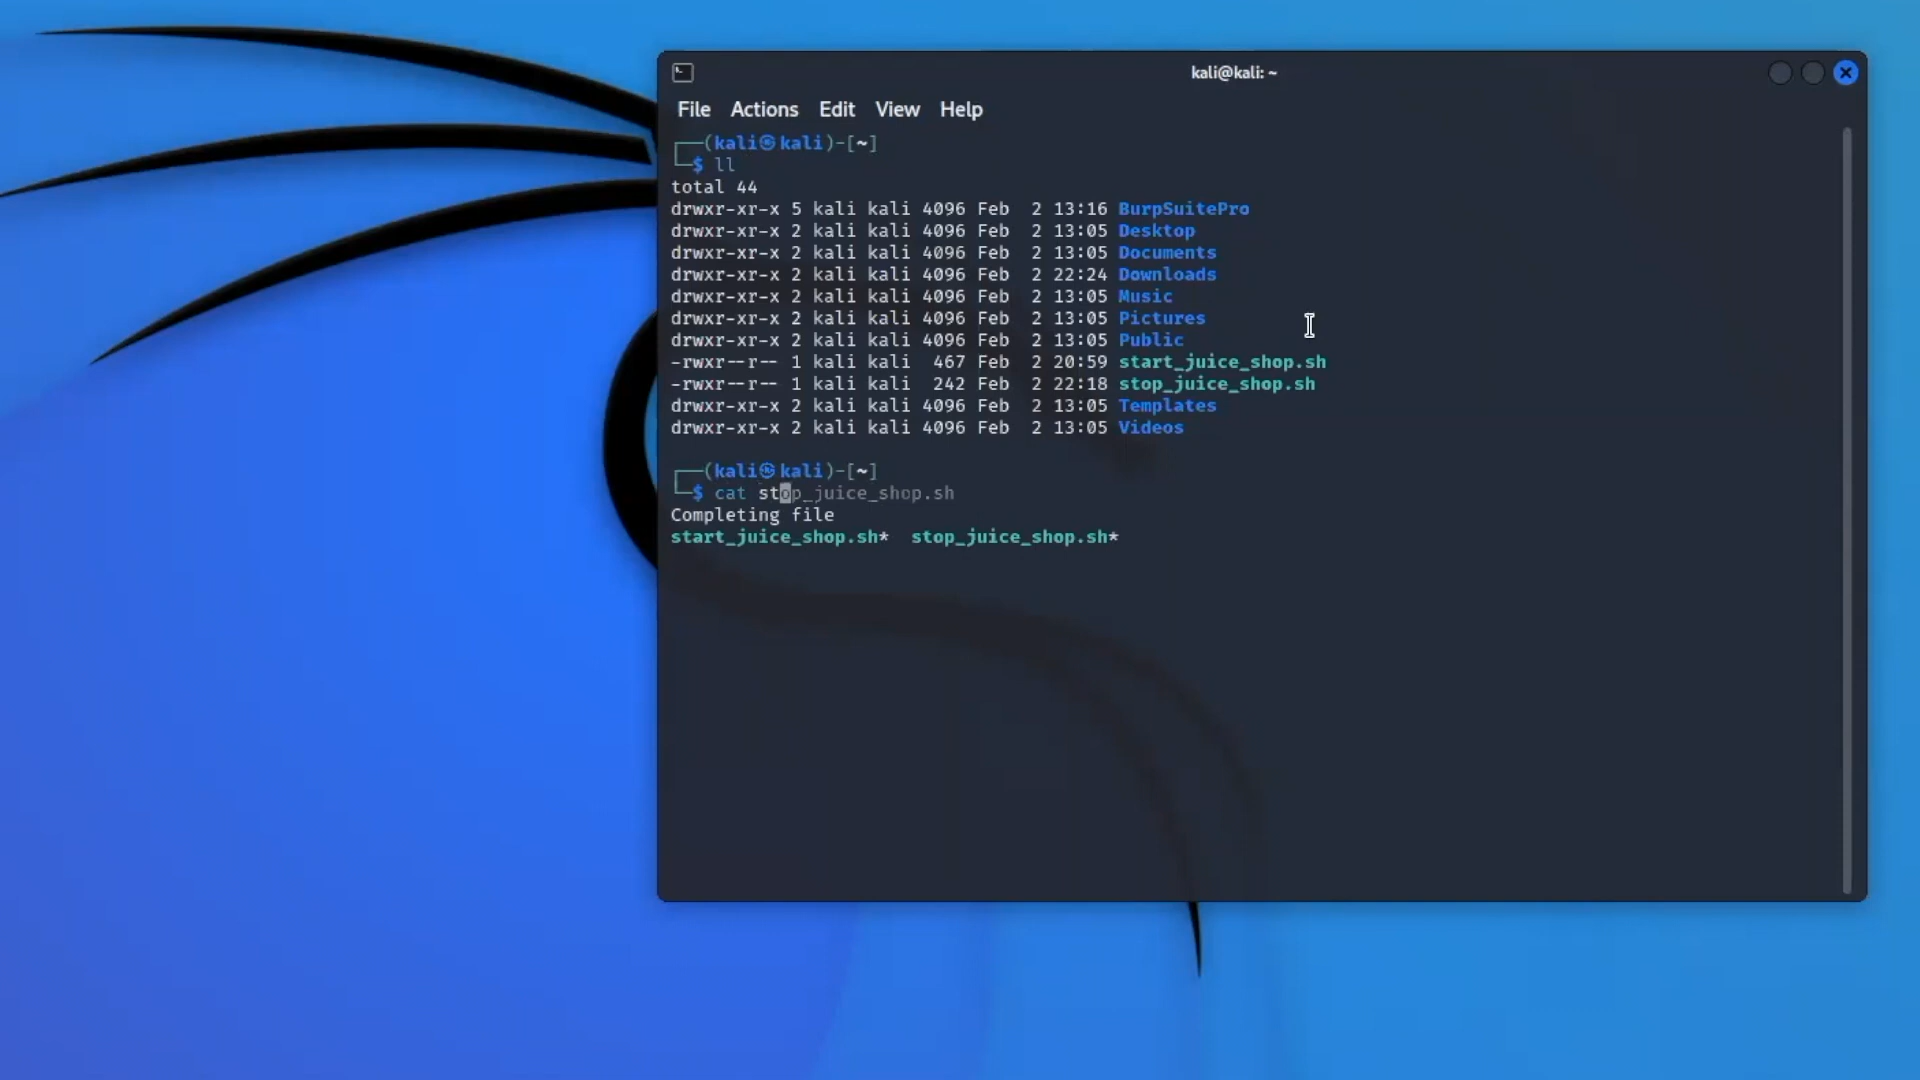 kali@kali: ~
File Actions Edit View Help
┌──(kali㉿kali)-[~]
└─$ ll
total 44
drwxr-xr-x 5 kali kali 4096 Feb  2 13:16 BurpSuitePro
drwxr-xr-x 2 kali kali 4096 Feb  2 13:05 Desktop
drwxr-xr-x 2 kali kali 4096 Feb  2 13:05 Documents
drwxr-xr-x 2 kali kali 4096 Feb  2 22:24 Downloads
drwxr-xr-x 2 kali kali 4096 Feb  2 13:05 Music
drwxr-xr-x 2 kali kali 4096 Feb  2 13:05 Pictures
drwxr-xr-x 2 kali kali 4096 Feb  2 13:05 Public
-rwxr--r-- 1 kali kali  467 Feb  2 20:59 start_juice_shop.sh
-rwxr--r-- 1 kali kali  242 Feb  2 22:18 stop_juice_shop.sh
drwxr-xr-x 2 kali kali 4096 Feb  2 13:05 Templates
drwxr-xr-x 2 kali kali 4096 Feb  2 13:05 Videos
┌──(kali㉿kali)-[~]
└─$ cat stop_juice_shop.sh
Completing file
start_juice_shop.sh*  stop_juice_shop.sh*